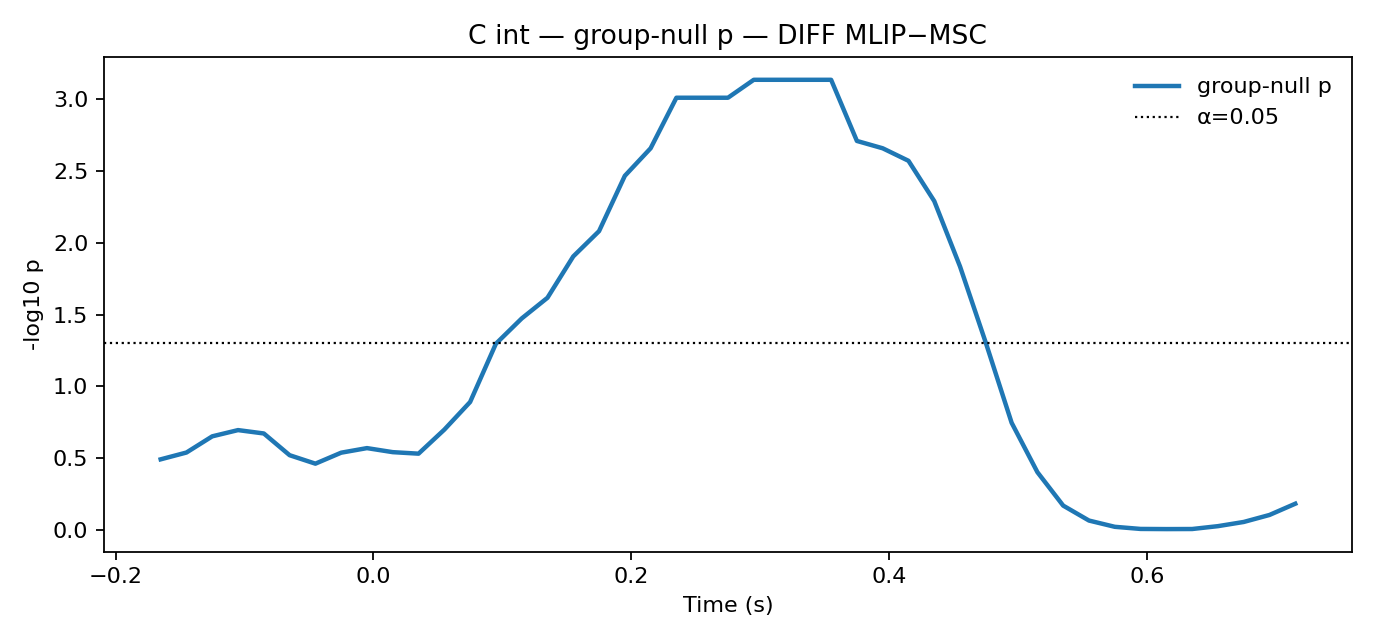 C int — group-null p — DIFF MLIP−MSC
group-null p
α=0.05
3.0
2.5
2.0
1.5
1.0
0.5
0.0
-log10 p
−0.2
0.0
0.2
0.4
0.6
Time (s)